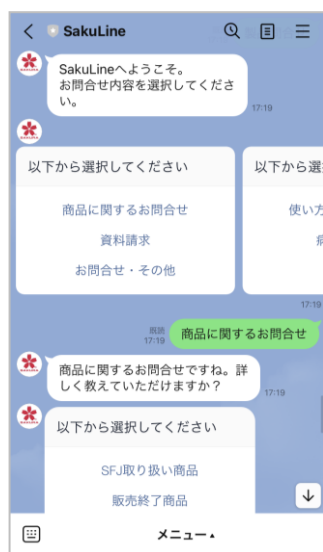 SakuLine
SakuLineへようこそ。
お問合せ内容を選択してくださ
い。
17:19
以下から選択してください
以下から選
商品に関するお問合せ
使い方
資料請求
お問合せ・その他
17:19
既読
17:19
商品に関するお問合せ
商品に関するお問合せですね。詳
しく教えていただけますか？
17:19
以下から選択してください
SFJ取り扱い商品
販売終了商品
メニュー